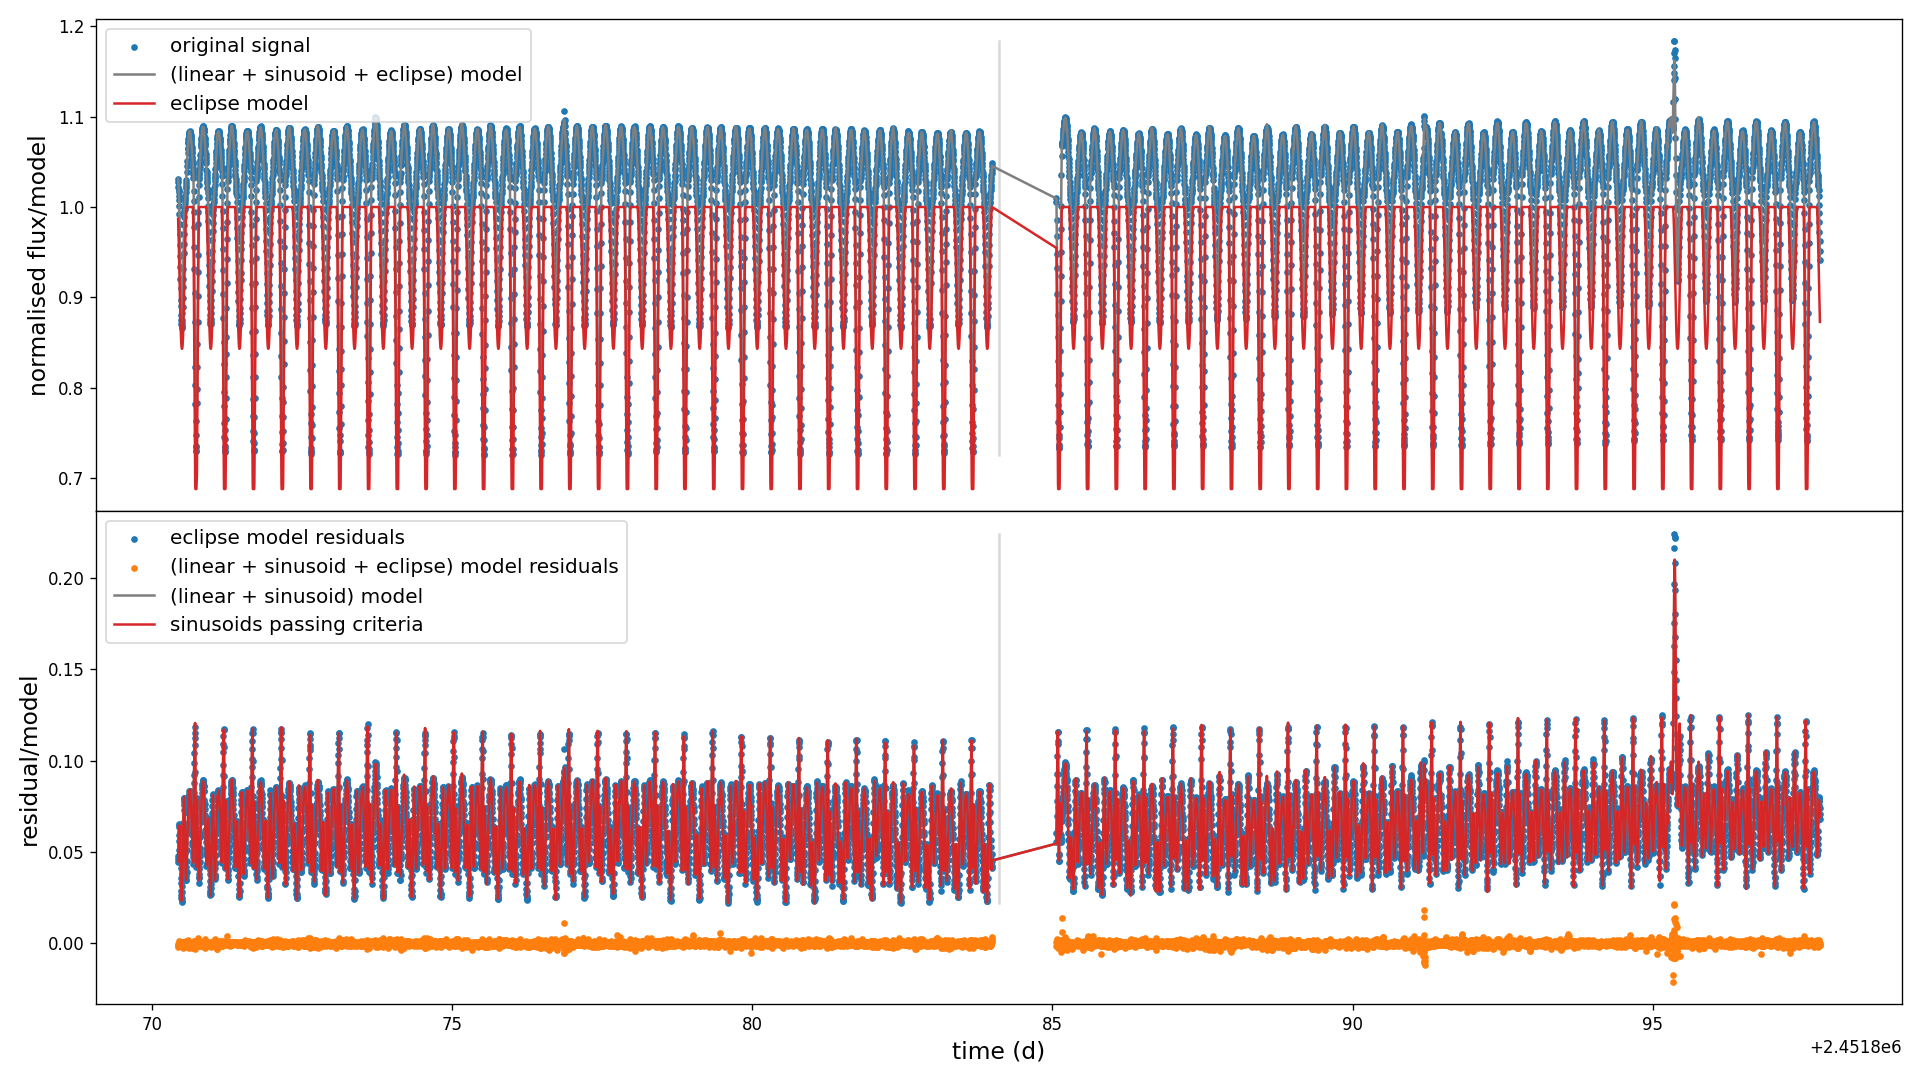 1.2
1.1
1.0
0.9
0.8
0.7
normalised flux/model
original signal
(linear + sinusoid + eclipse) model
eclipse model
0.20
0.15
0.10
0.05
0.00
residual/model
eclipse model residuals
(linear + sinusoid + eclipse) model residuals
(linear + sinusoid) model
sinusoids passing criteria
70
75
80
85
90
95
time (d)
+2.4518e6